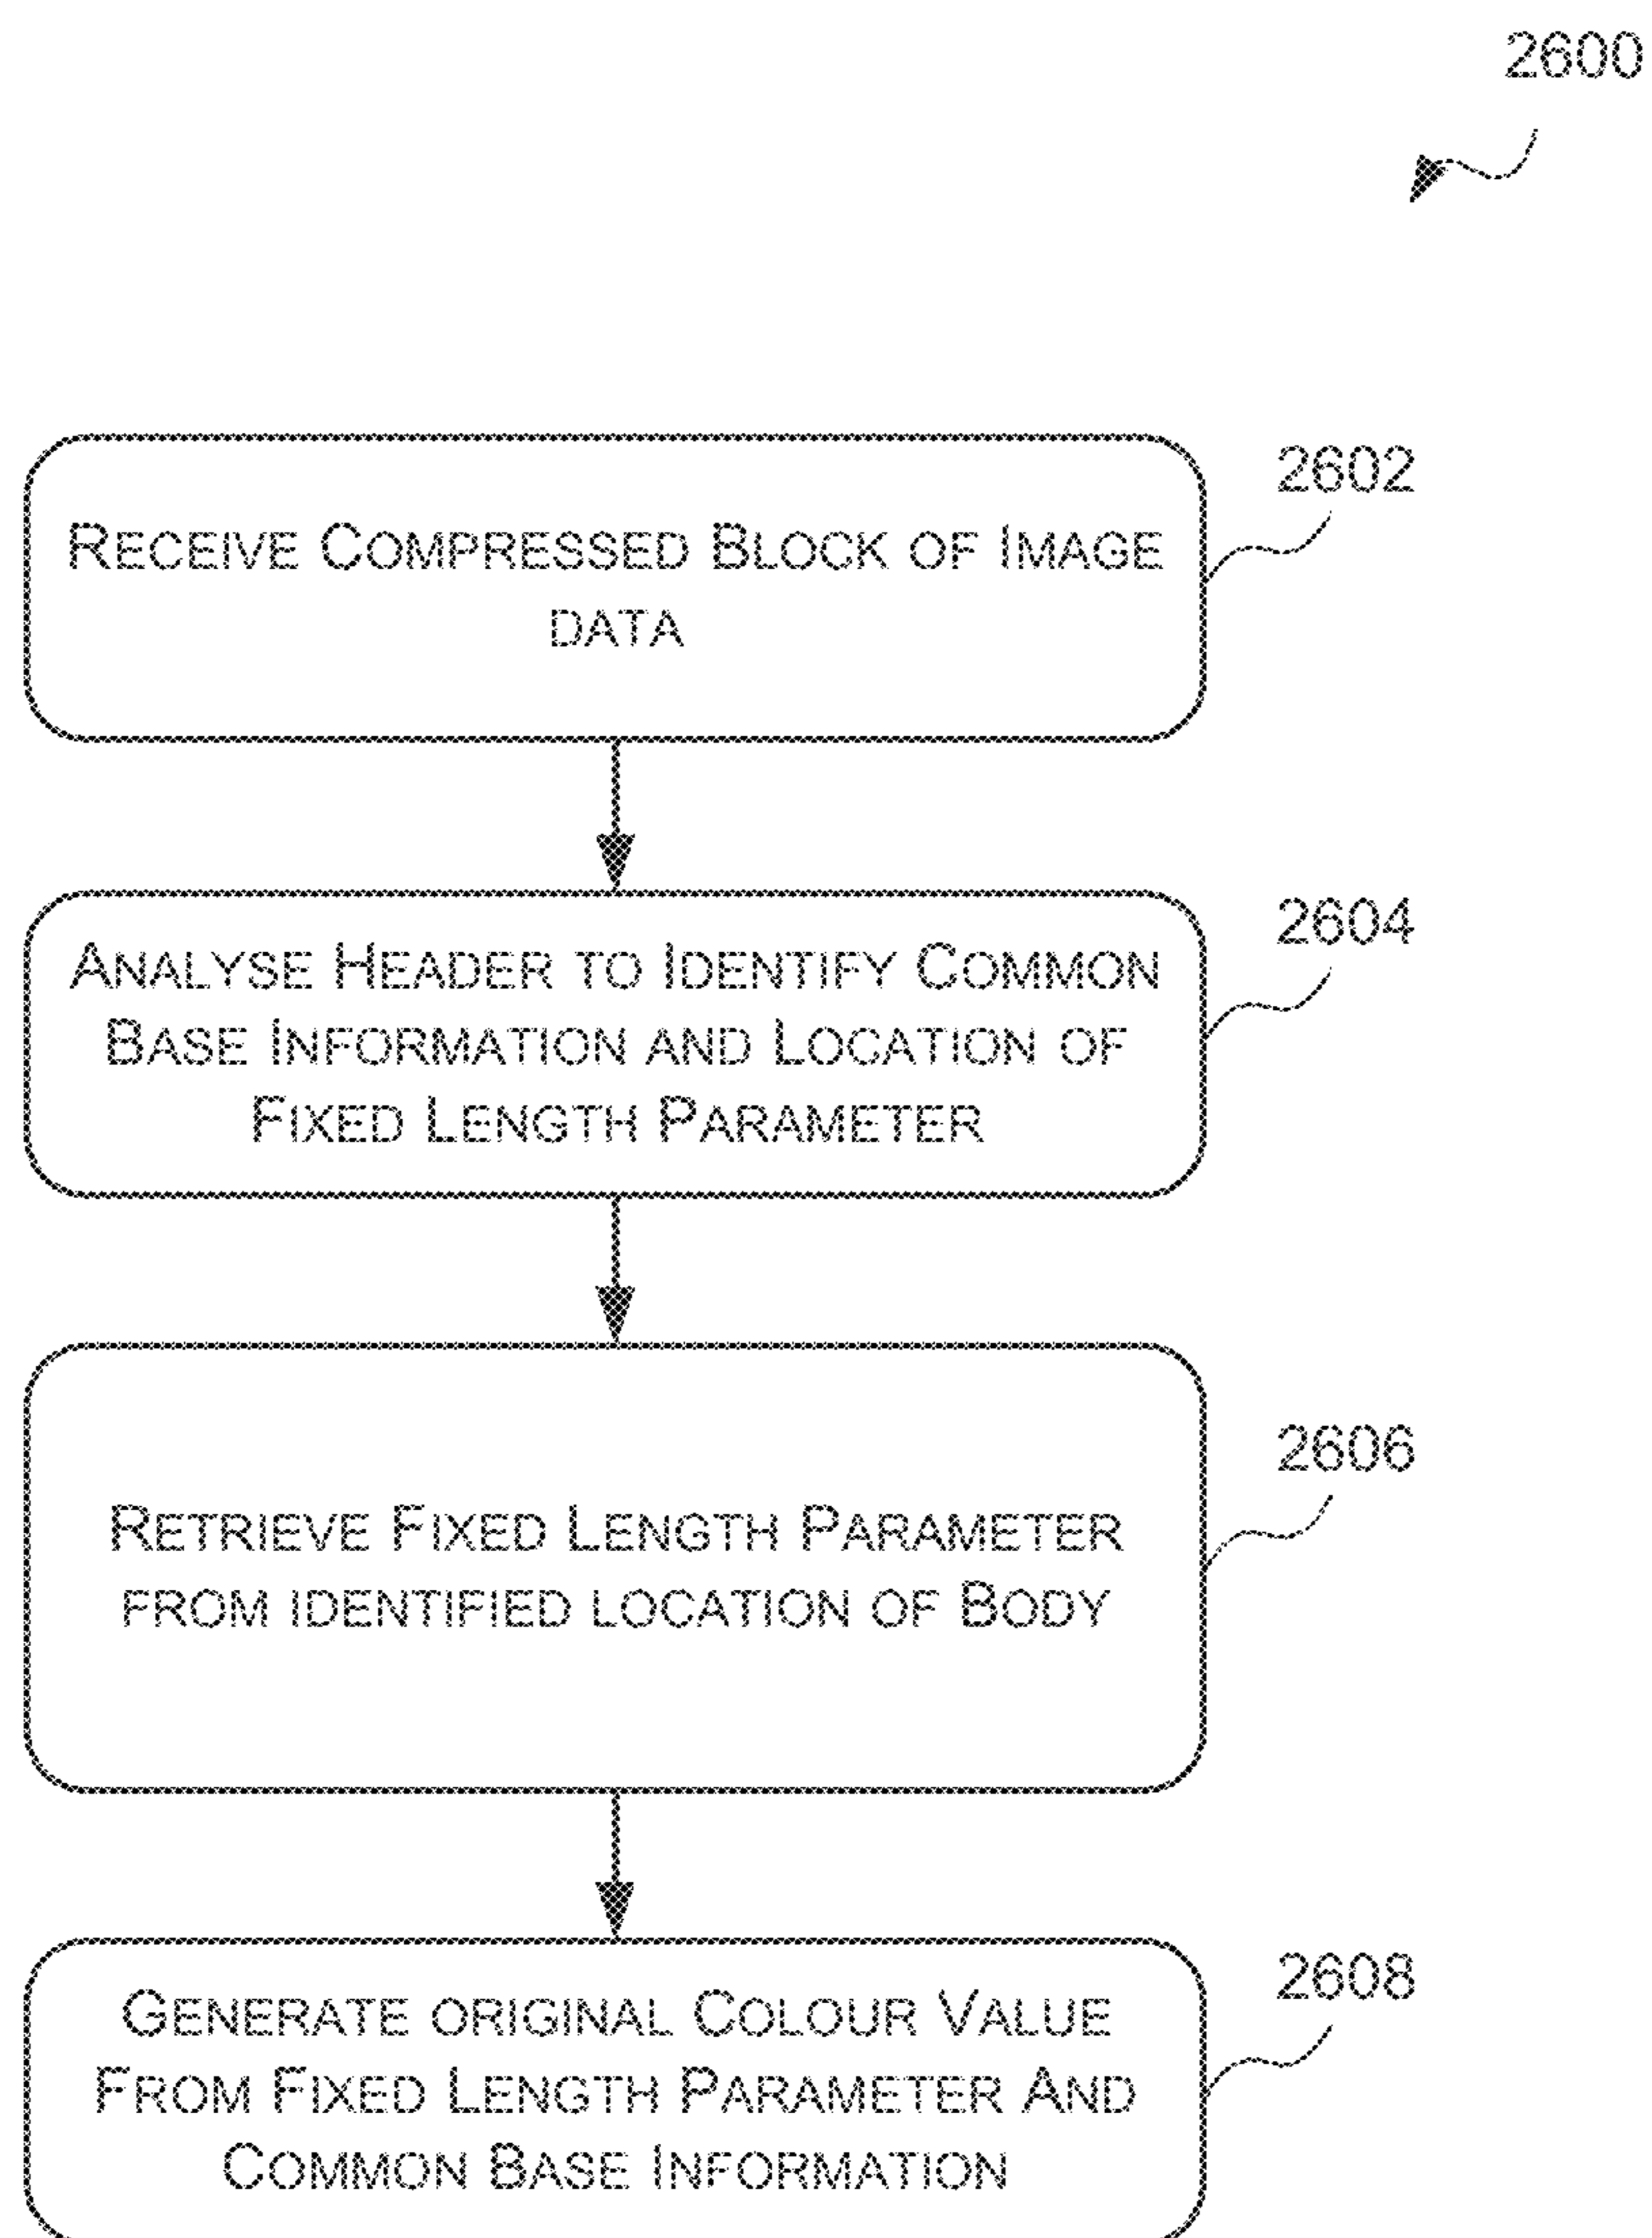 2600
2602
RECEIVE COMPRESSED BLOCK OF IMAGE
DATA
2604
ANALYSE HEADER TO IDENTIFY COMMON
BASE INFORMATION AND LOCATION OF
FIXED LENGTH PARAMETER
2606
RETRIEVE FIXED LENGTH PARAMETER
FROM IDENTIFIED LOCATION OF BODY
2608
GENERATE ORIGINAL COLOUR VALUE
FROM FIXED LENGTH PARAMETER AND
COMMON BASE INFORMATION